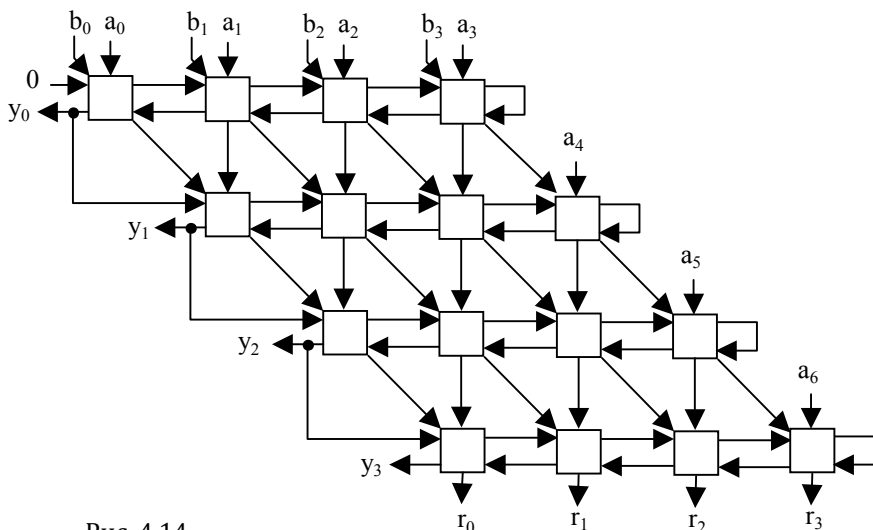 b₀ a₀ b₁ a₁ b₂ a₂ b₃ a₃
0
y₀
a₄
y₁
a₅
y₂
a₆
y₃
r₀ r₁ r₂ r₃
Рис. 4.14